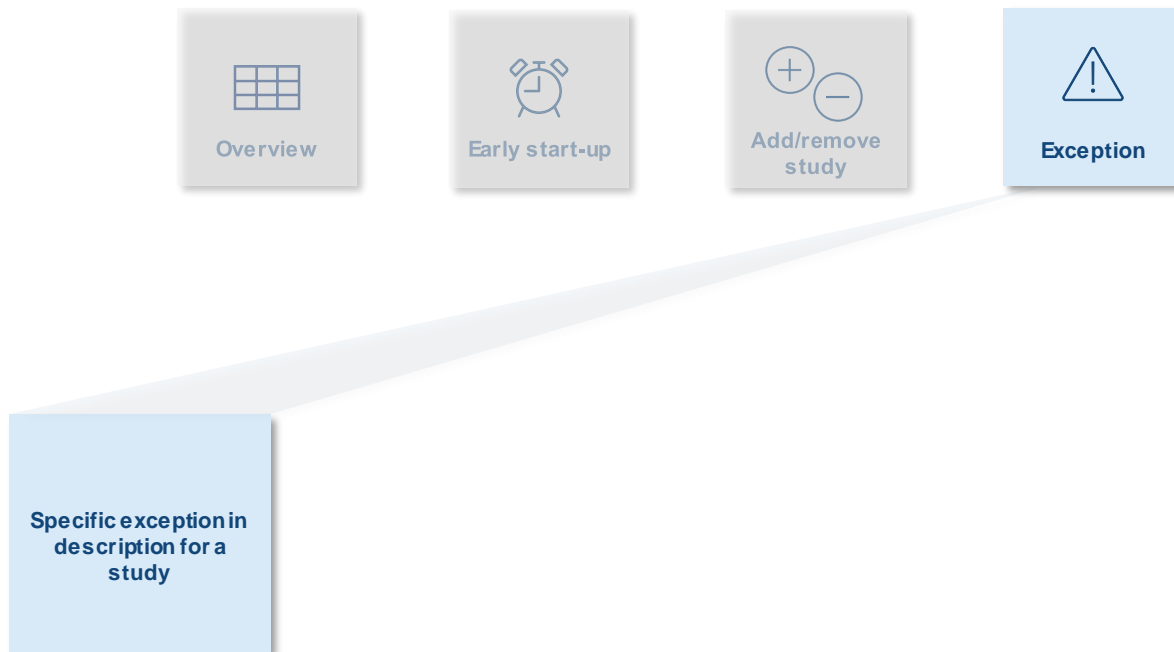 Overview
Early start-up
Add/remove
study
Exception
Specific exception in
description for a
study